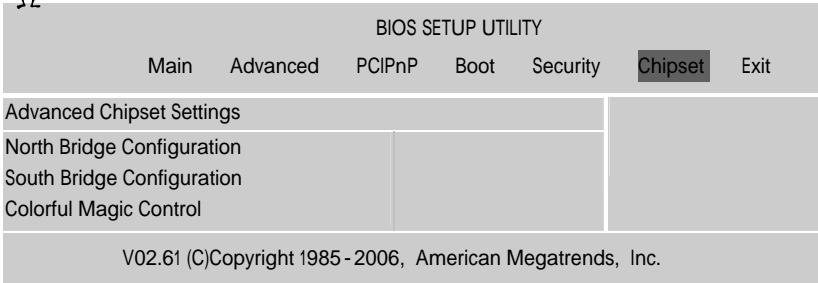 BIOS SETUP UTILITY
Main Advanced PCIPnP Boot Security Chipset Exit
Advanced Chipset Settings
North Bridge Configuration
South Bridge Configuration
Colorful Magic Control
V02.61 (C)Copyright 1985-2006, American Megatrends, Inc.